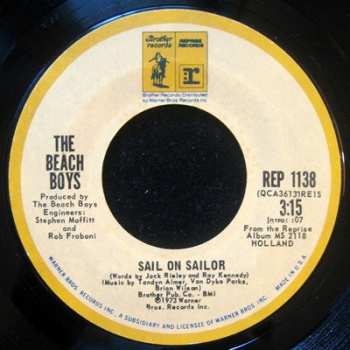 Brother records
REPRISE RECORDS
Brother Records Distributed
by Warner Bros. Records Inc
THE
BEACH
BOYS
REP 1138
(QCA3613)RE1S
3:15
Intro: :07
From the Reprise
Album MS 2118
HOLLAND
Produced by
The Beach Boys
Engineers:
Stephen Moffitt
and
Rob Fraboni
SAIL ON SAILOR
(Words by Jack Rieley and Ray Kennedy)
(Music by Tandyn Almer, Van Dyke Parks,
Brian Wilson)
Brother Pub. Co. - BMI
©1973 Warner
Bros. Records Inc.
WARNER BROS. RECORDS INC., A SUBSIDIARY AND LICENSEE OF WARNER BROS. INC.
MADE IN U.S.A.